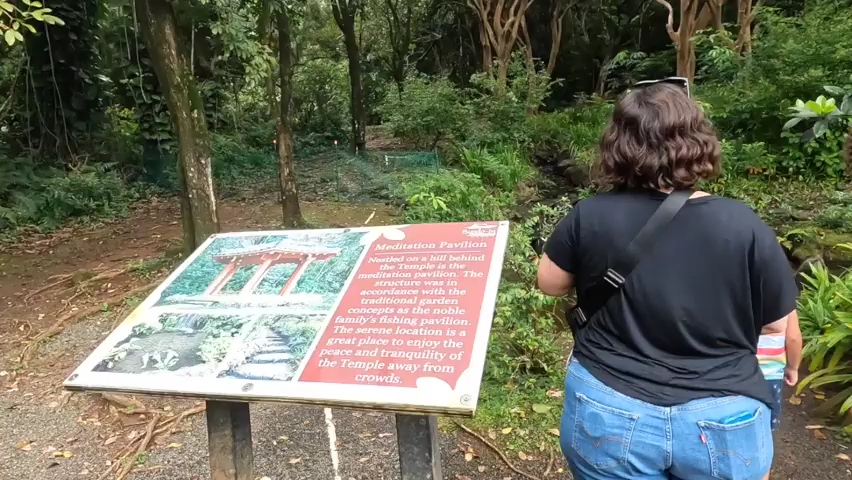 Meditation Pavilion
Nestled on a hill behind
the Temple is the
meditation pavilion. The
structure was in
accordance with the
traditional garden
concepts as the noble
family's fishing pavilion.
The serene location is a
great place to enjoy the
peace and tranquility of
the Temple away from
crowds.